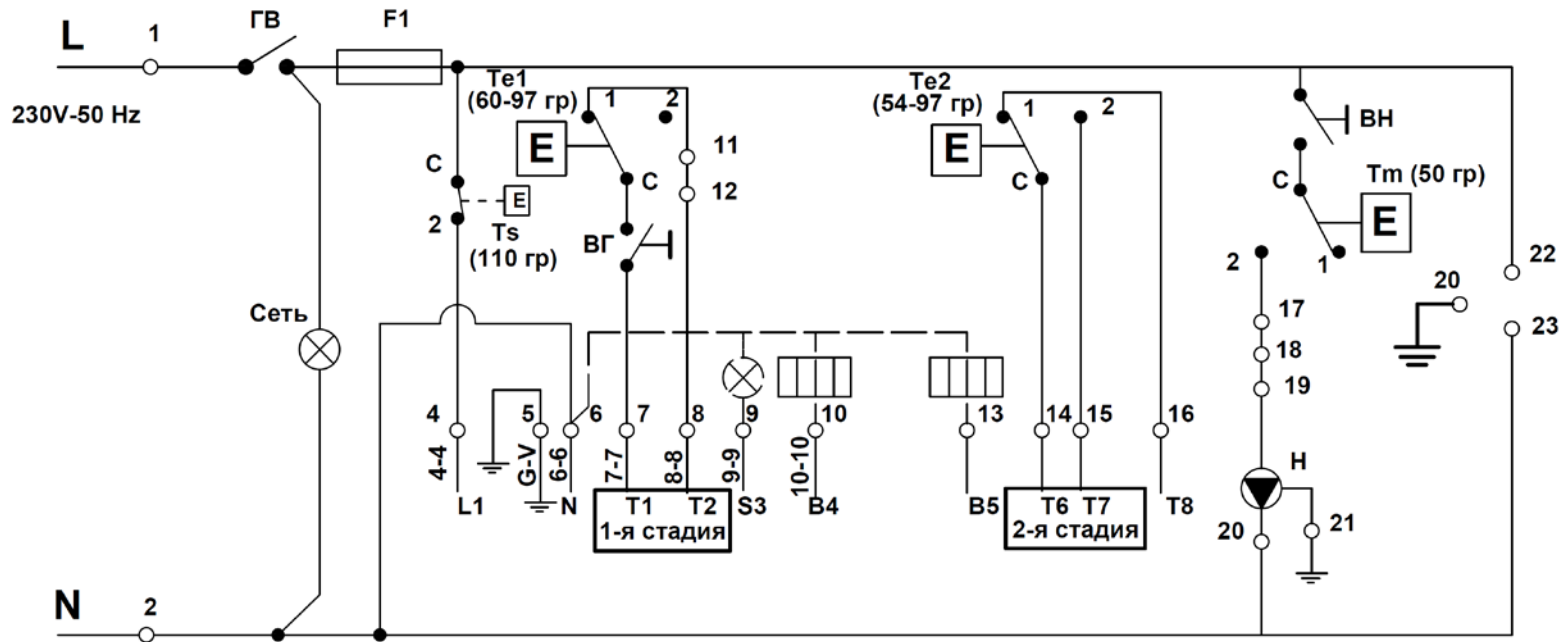 L
1
ГВ
F1
230V-50 Hz
Te1
(60-97 гр)
1
2
E
C
11
12
Te2
(54-97 гр)
1
2
E
C
ВН
C
Tm (50 гр)
E
2
1
C
2
E
Ts
(110 гр)
ВГ
Сеть
17
18
19
20
22
23
4
5
6
7
8
9
10
13
14
15
16
4-4
G-V
6-6
7-7
8-8
9-9
10-10
L1
N
T1
T2
1-я стадия
S3
B4
B5
T6
T7
2-я стадия
T8
Н
20
21
N
2